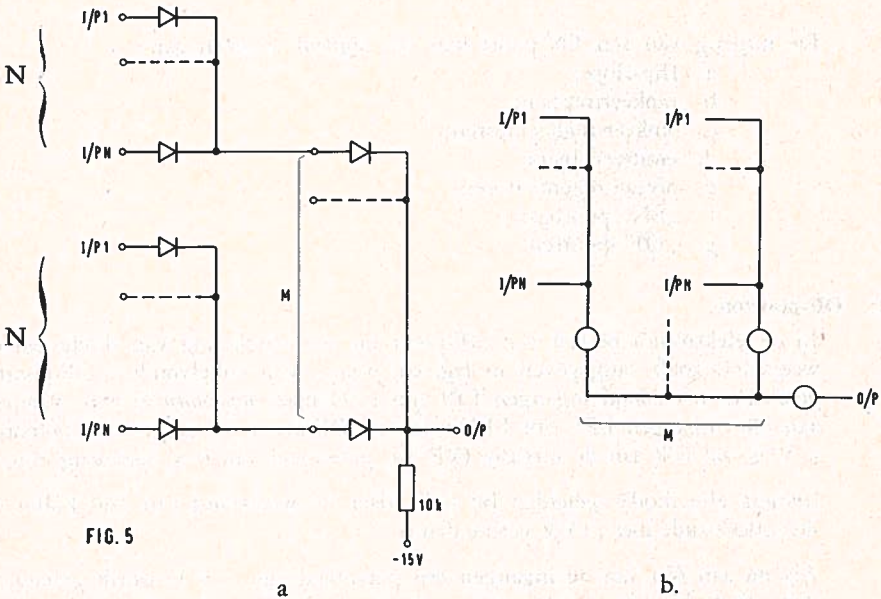 I/P1
N
I/PN
I/P1
N
I/PN
M
O/P
10k
-15V
FIG. 5
a
I/P1
I/P1
I/PN
I/PN
O/P
M
b.